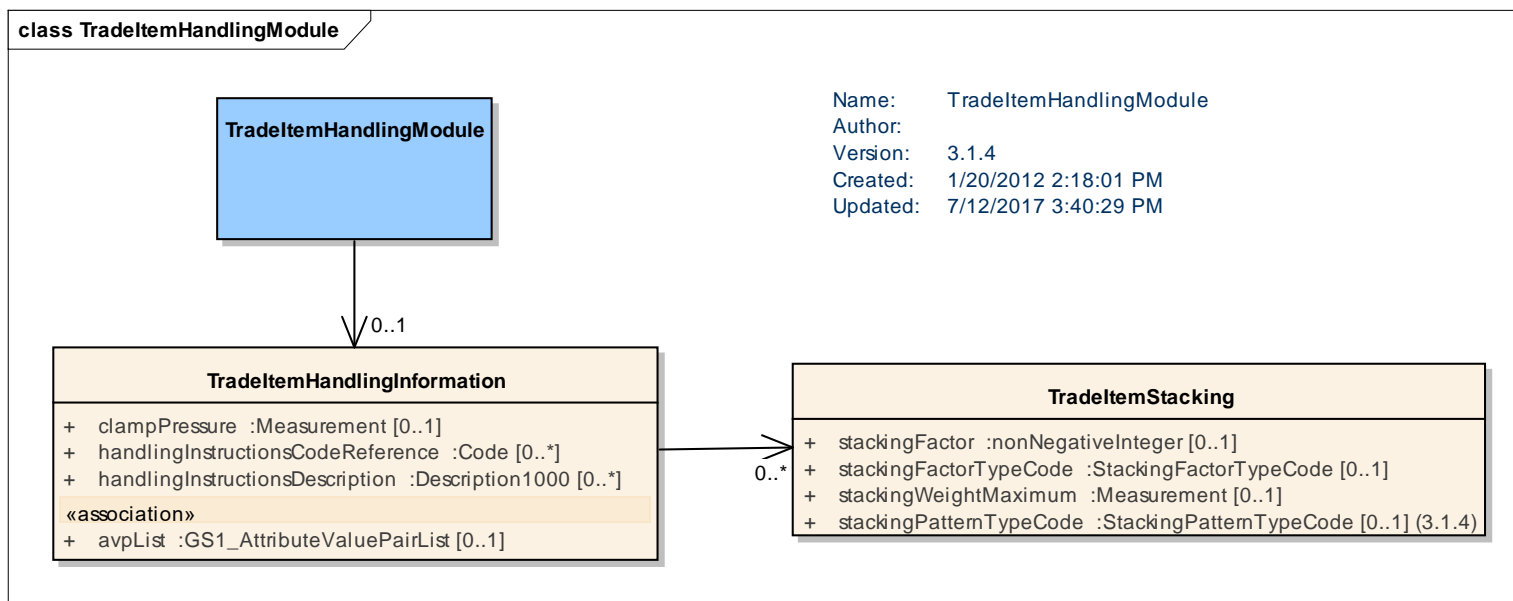 class TradeItemHandlingModule
Name: TradeItemHandlingModule
Author:
Version: 3.1.4
Created: 1/20/2012 2:18:01 PM
Updated: 7/12/2017 3:40:29 PM
TradeItemHandlingModule
0..1
TradeItemHandlingInformation
+ clampPressure :Measurement [0..1]
+ handlingInstructionsCodeReference :Code [0..*]
+ handlingInstructionsDescription :Description1000 [0..*]
«association»
+ avpList :GS1_AttributeValuePairList [0..1]
0..*
TradeItemStacking
+ stackingFactor :nonNegativeInteger [0..1]
+ stackingFactorTypeCode :StackingFactorTypeCode [0..1]
+ stackingWeightMaximum :Measurement [0..1]
+ stackingPatternTypeCode :StackingPatternTypeCode [0..1] (3.1.4)